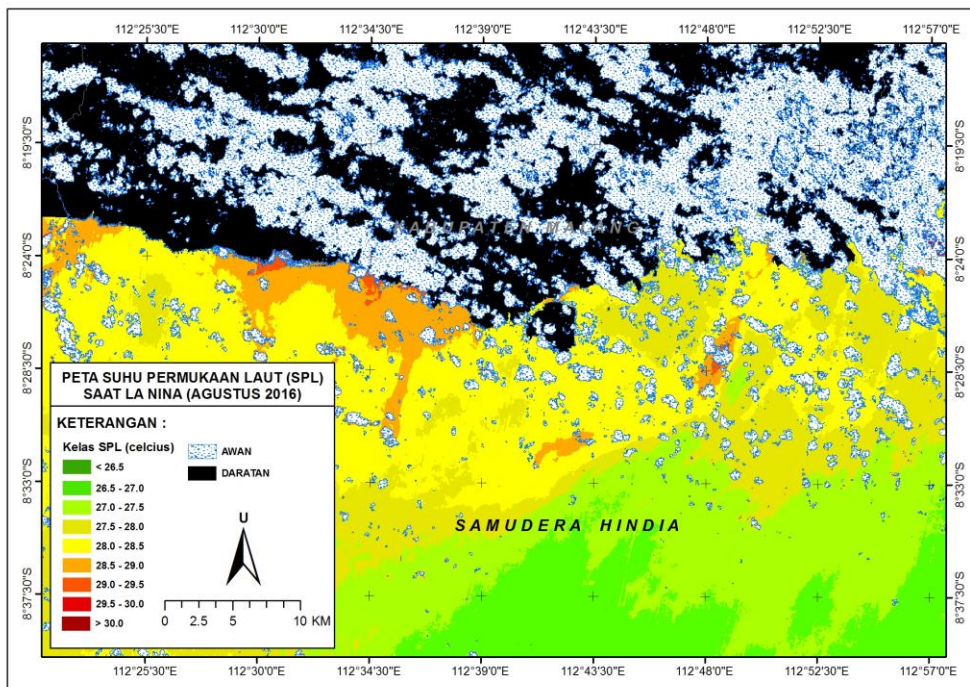 112°25'30"E 112°30'0"E 112°34'30"E 112°39'0"E 112°43'30"E 112°48'0"E 112°52'30"E 112°57'0"E
8°19'30"S 8°19'30"S
KABUPATEN MALANG
8°24'0"S 8°24'0"S
8°28'30"S 8°28'30"S
PETA SUHU PERMUKAAN LAUT (SPL)
SAAT LA NINA (AGUSTUS 2016)
KETERANGAN :
Kelas SPL (celcius)
< 26.5
26.5 - 27.0
27.0 - 27.5
27.5 - 28.0
28.0 - 28.5
28.5 - 29.0
29.0 - 29.5
29.5 - 30.0
> 30.0
AWAN
DARATAN
U
0 2.5 5 10 KM
8°33'0"S 8°33'0"S
SAMUDERA HINDIA
8°37'30"S 8°37'30"S
112°25'30"E 112°30'0"E 112°34'30"E 112°39'0"E 112°43'30"E 112°48'0"E 112°52'30"E 112°57'0"E